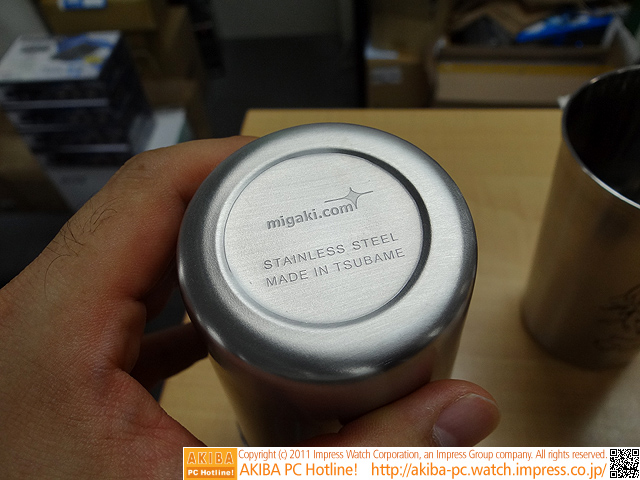 migaki.com
STAINLESS STEEL
MADE IN TSUBAME
AKIBA
PC Hotline!
Copyright (c) 2011 Impress Watch Corporation, an Impress Group company. All rights reserved.
AKIBA PC Hotline! http://akiba-pc.watch.impress.co.jp/